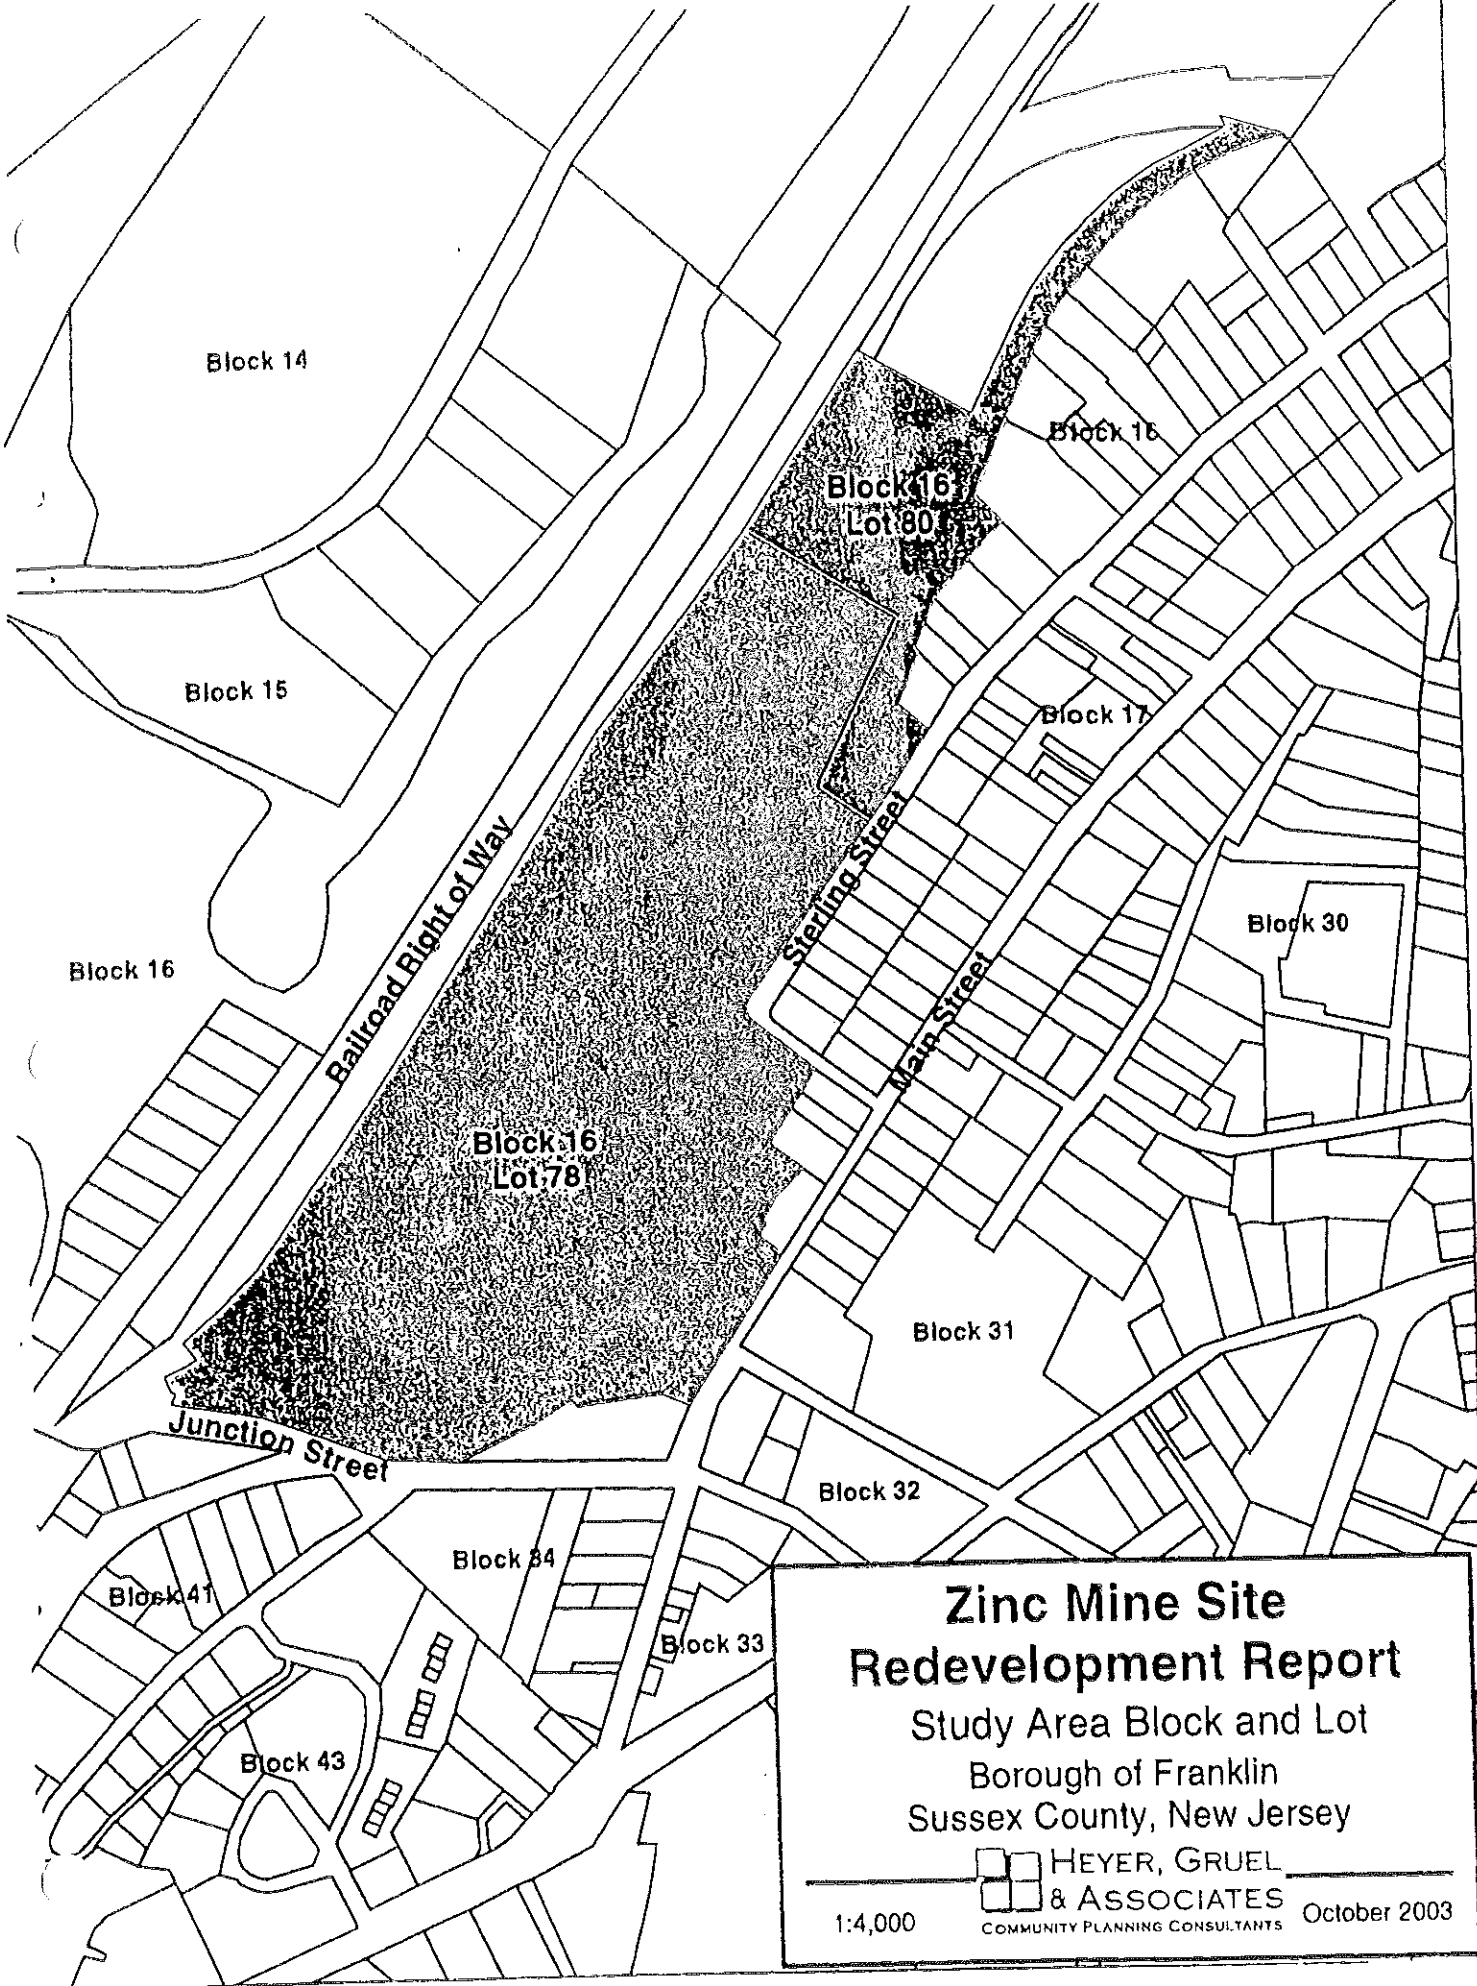 Block 14
Block 16
Block 16
Lot 80
Block 15
Block 17
Railroad Right of Way
Sterling Street
Block 30
Block 16
Main Street
Block 16
Lot 78
Block 31
Junction Street
Block 32
Block 34
Block 41
Block 33
Block 43
Zinc Mine Site
Redevelopment Report
Study Area Block and Lot
Borough of Franklin
Sussex County, New Jersey
HEYER, GRUEL
& ASSOCIATES
COMMUNITY PLANNING CONSULTANTS
1:4,000
October 2003